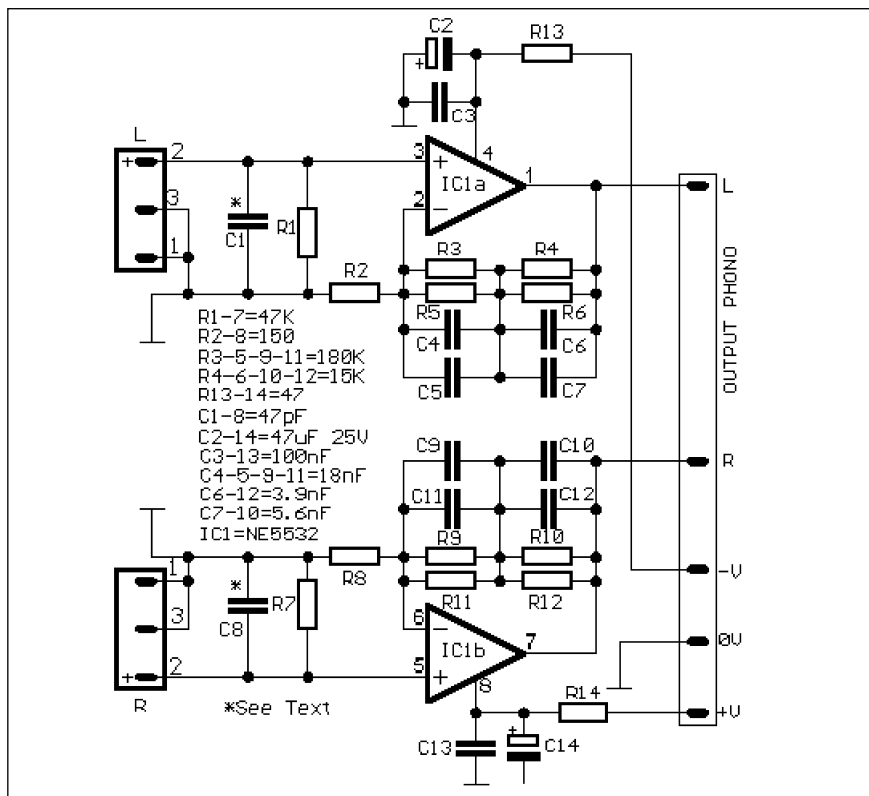 C2
R13
+
C3
L
+ 2
3
1
3
+
4
IC1a
1
2
−
L
*
C1
R1
R2
R3
R4
R5
R6
C4
C6
C5
C7
OUTPUT PHONO
R1-7=47K
R2-8=150
R3-5-9-11=180K
R4-6-10-12=15K
R13-14=47
C1-8=47pF
C2-14=47uF 25V
C3-13=100nF
C4-5-9-11=18nF
C6-12=3.9nF
C7-10=5.6nF
IC1=NE5532
C9
C10
R
C11
C12
R9
R10
R8
R11
R12
-V
1
3
+ 2
R
*
C8
R7
6
−
IC1b
7
5
+
8
0V
*See Text
R14
+V
C13
+
C14